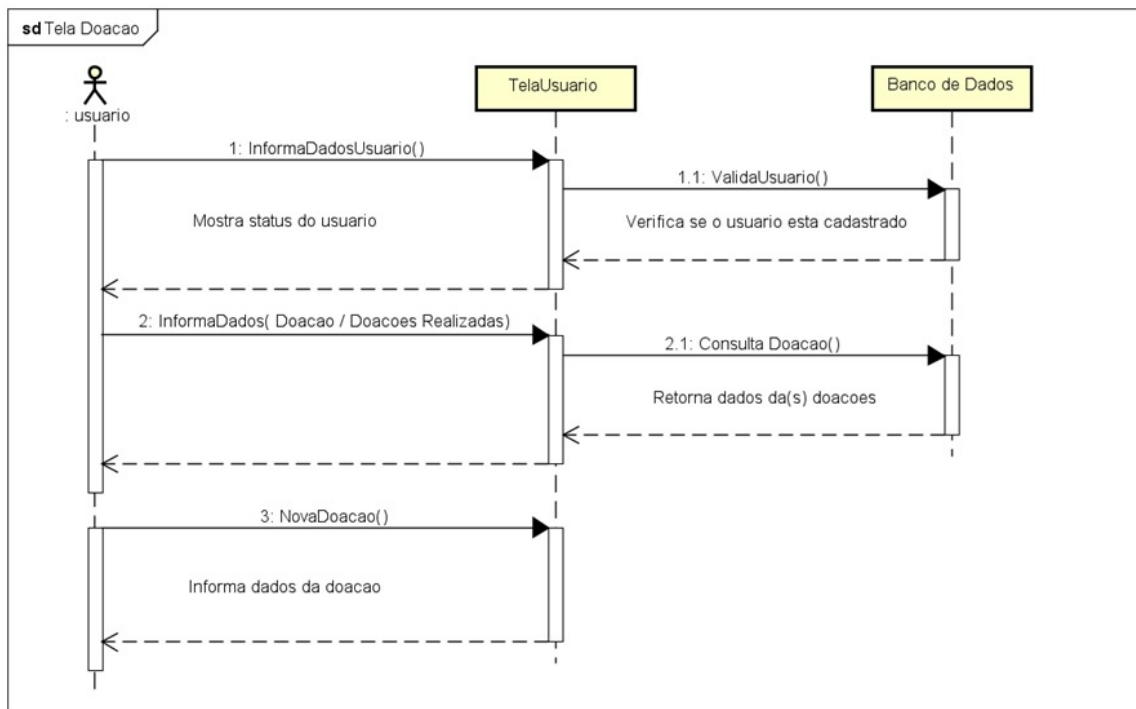 sd Tela Doacao
: usuario
TelaUsuario
Banco de Dados
1: InformaDadosUsuario()
1.1: ValidaUsuario()
Mostra status do usuario
Verifica se o usuario esta cadastrado
2: InformaDados( Doacao / Doacoes Realizadas)
2.1: Consulta Doacao()
Retorna dados da(s) doacoes
3: NovaDoacao()
Informa dados da doacao